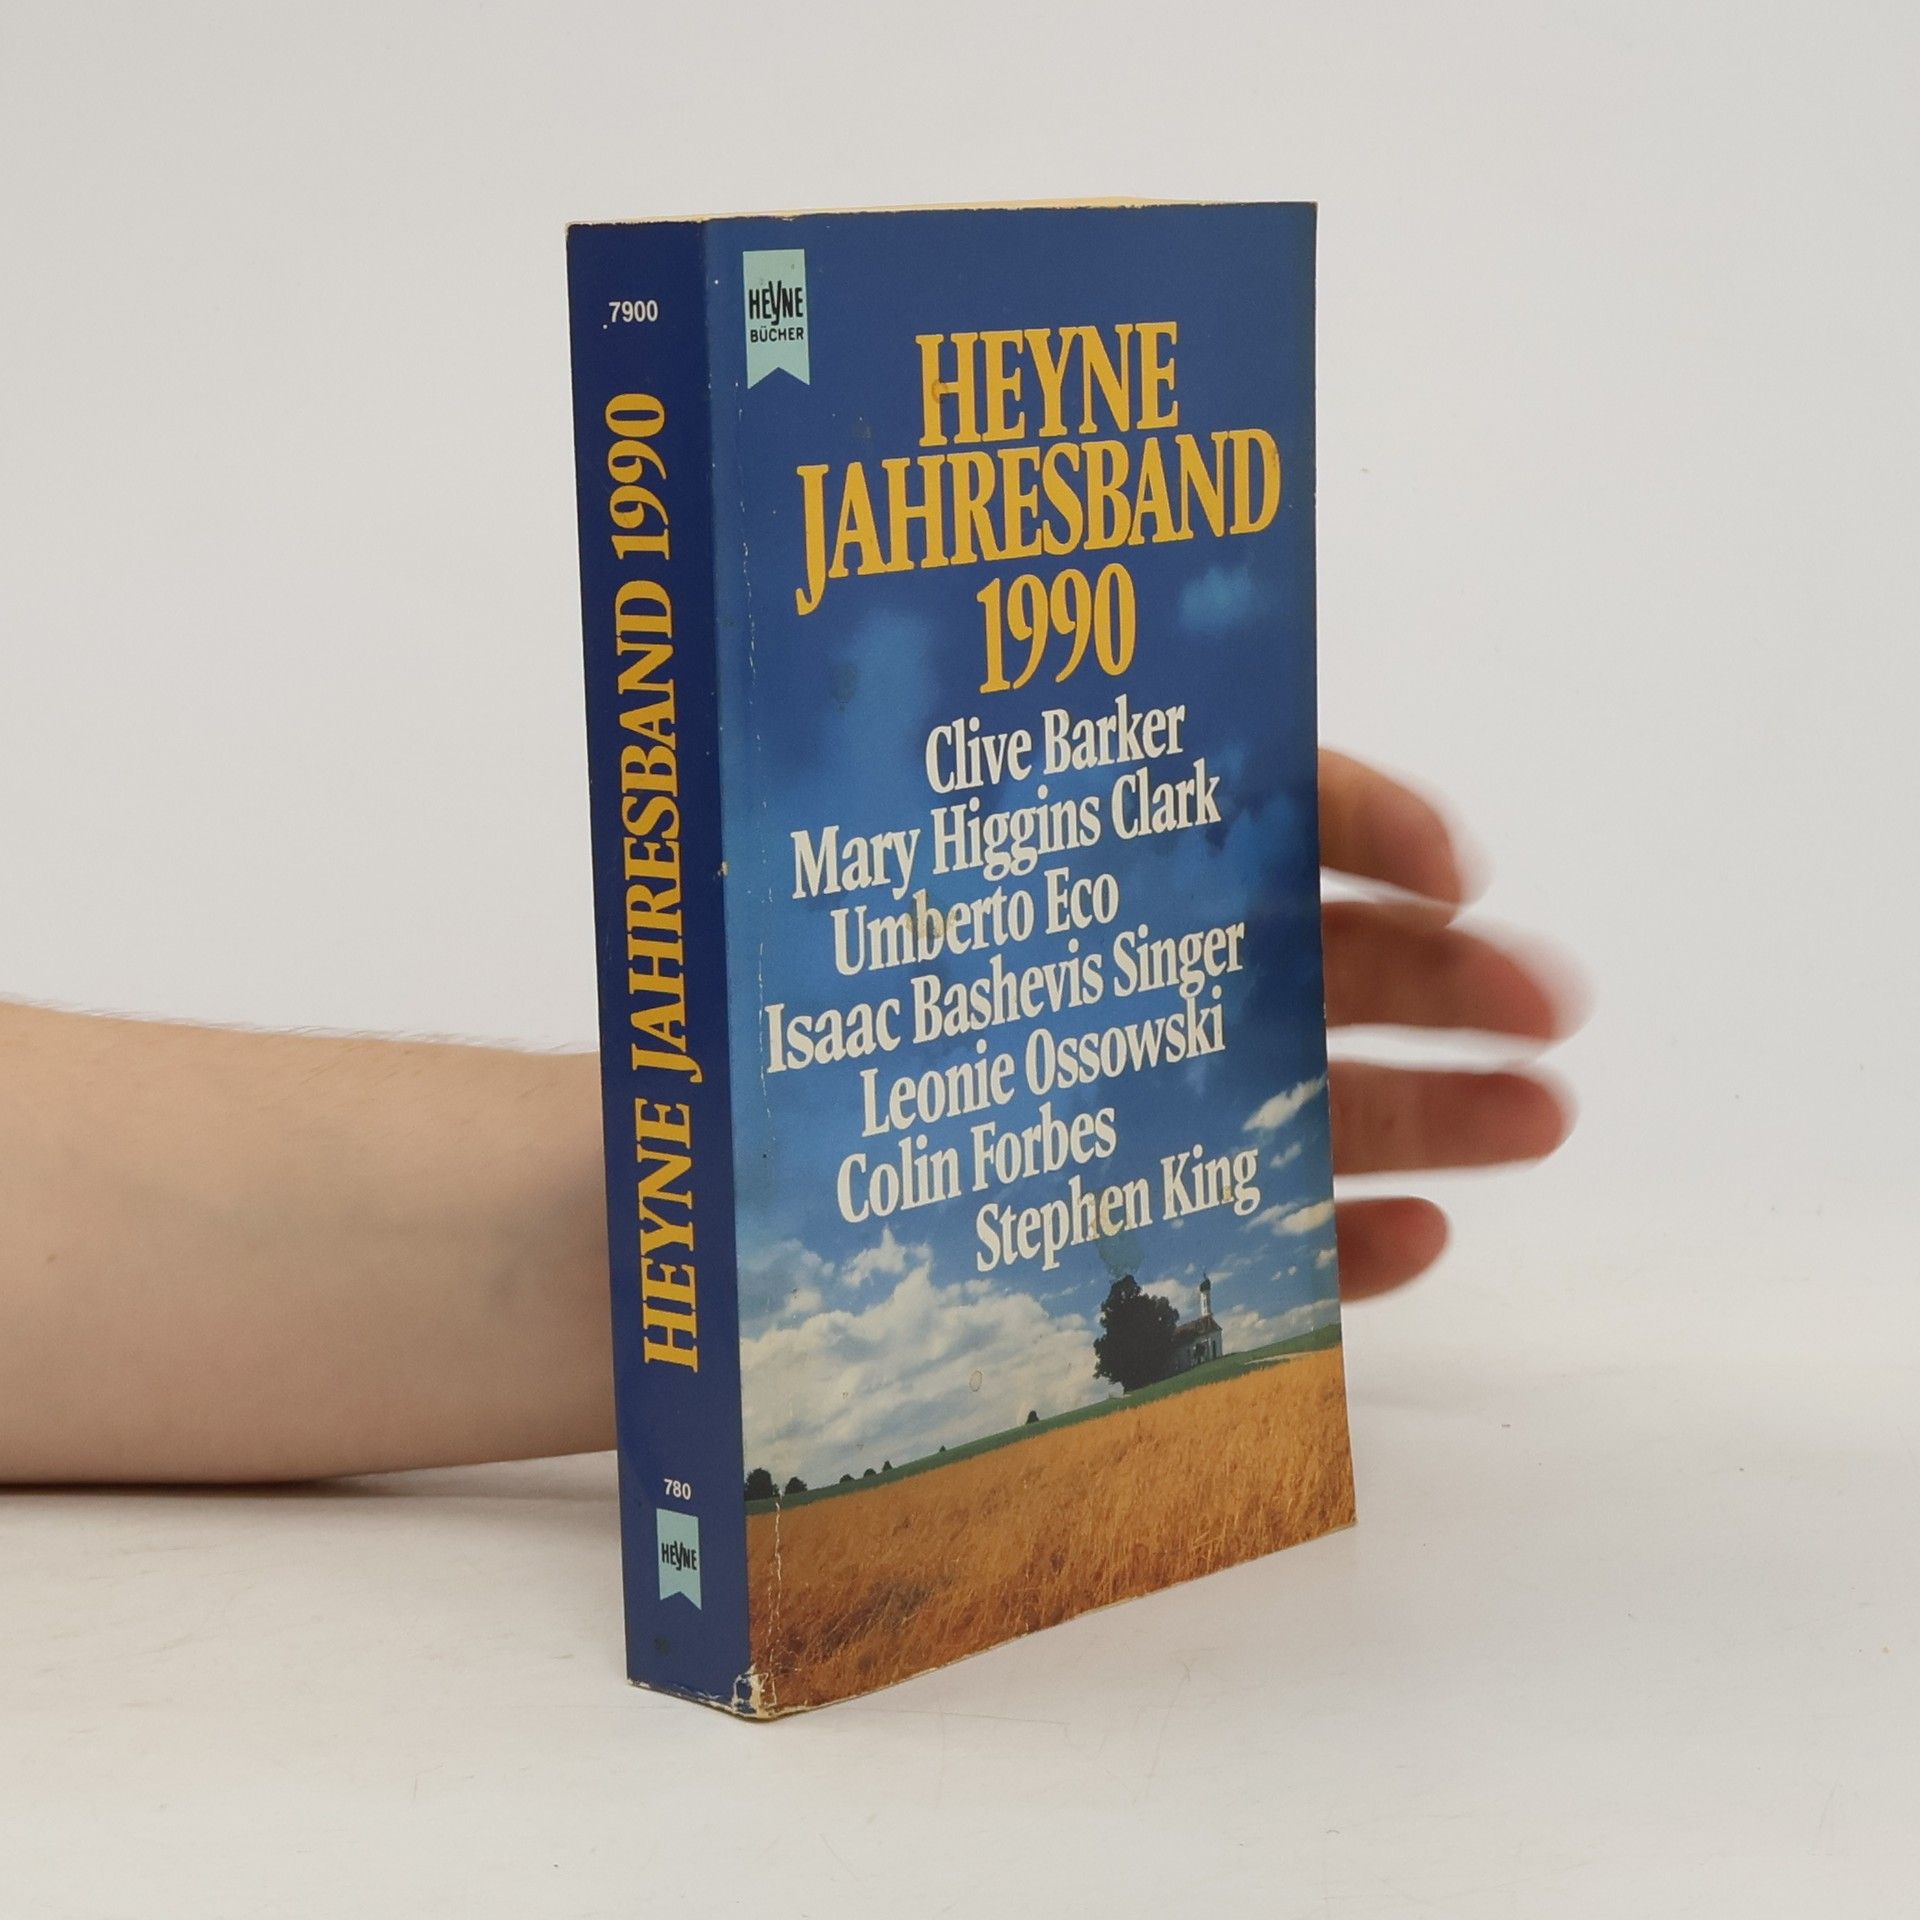 .7900
HEYNE JAHRESBAND 1990
780
HEYNE
HEYNE
BÜCHER
HEYNE
JAHRESBAND
1990
Clive Barker
Mary Higgins Clark
Umberto Eco
Isaac Bashevis Singer
Leonie Ossowski
Colin Forbes
Stephen King